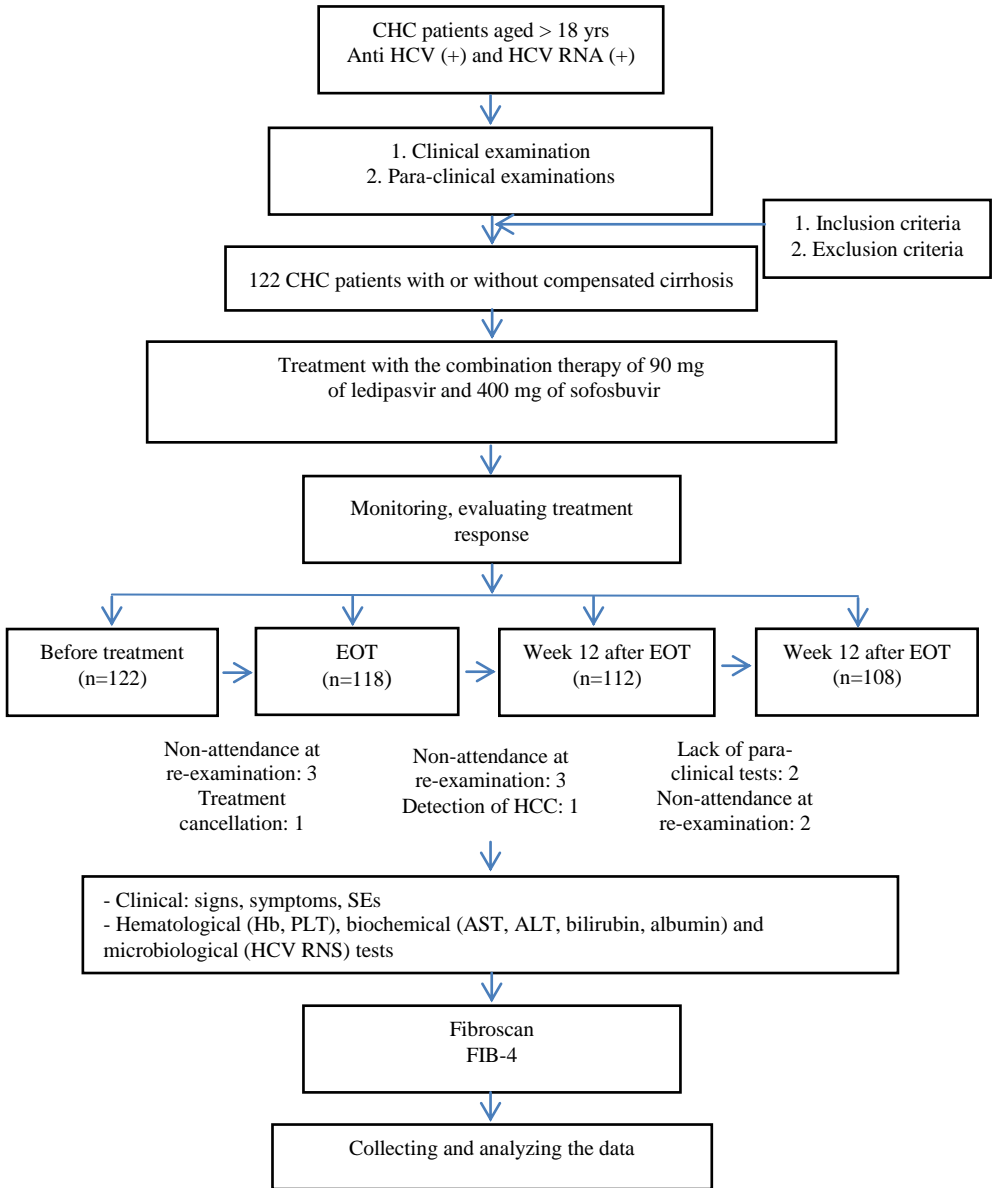 CHC patients aged > 18 yrs
Anti HCV (+) and HCV RNA (+)
1. Clinical examination
2. Para-clinical examinations
1. Inclusion criteria
2. Exclusion criteria
122 CHC patients with or without compensated cirrhosis
Treatment with the combination therapy of 90 mg
of ledipasvir and 400 mg of sofosbuvir
Monitoring, evaluating treatment
response
Before treatment
(n=122)
EOT
(n=118)
Week 12 after EOT
(n=112)
Week 12 after EOT
(n=108)
Non-attendance at
re-examination: 3
Treatment
cancellation: 1
Non-attendance at
re-examination: 3
Detection of HCC: 1
Lack of para-
clinical tests: 2
Non-attendance at
re-examination: 2
- Clinical: signs, symptoms, SEs
- Hematological (Hb, PLT), biochemical (AST, ALT, bilirubin, albumin) and
microbiological (HCV RNS) tests
Fibroscan
FIB-4
Collecting and analyzing the data